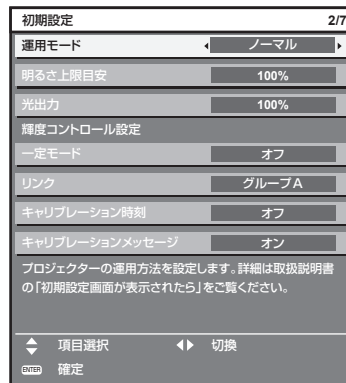 初期設定 2/7
運用モード ノーマル
明るさ上限目安 100%
光出力 100%
輝度コントロール設定
一定モード オフ
リンク グループA
キャリブレーション時刻 オフ
キャリブレーションメッセージ オン
プロジェクターの運用方法を設定します。詳細は取扱説明書
の「初期設定画面が表示されたら」をご覧ください。
項目選択 切換
ENTER 確定